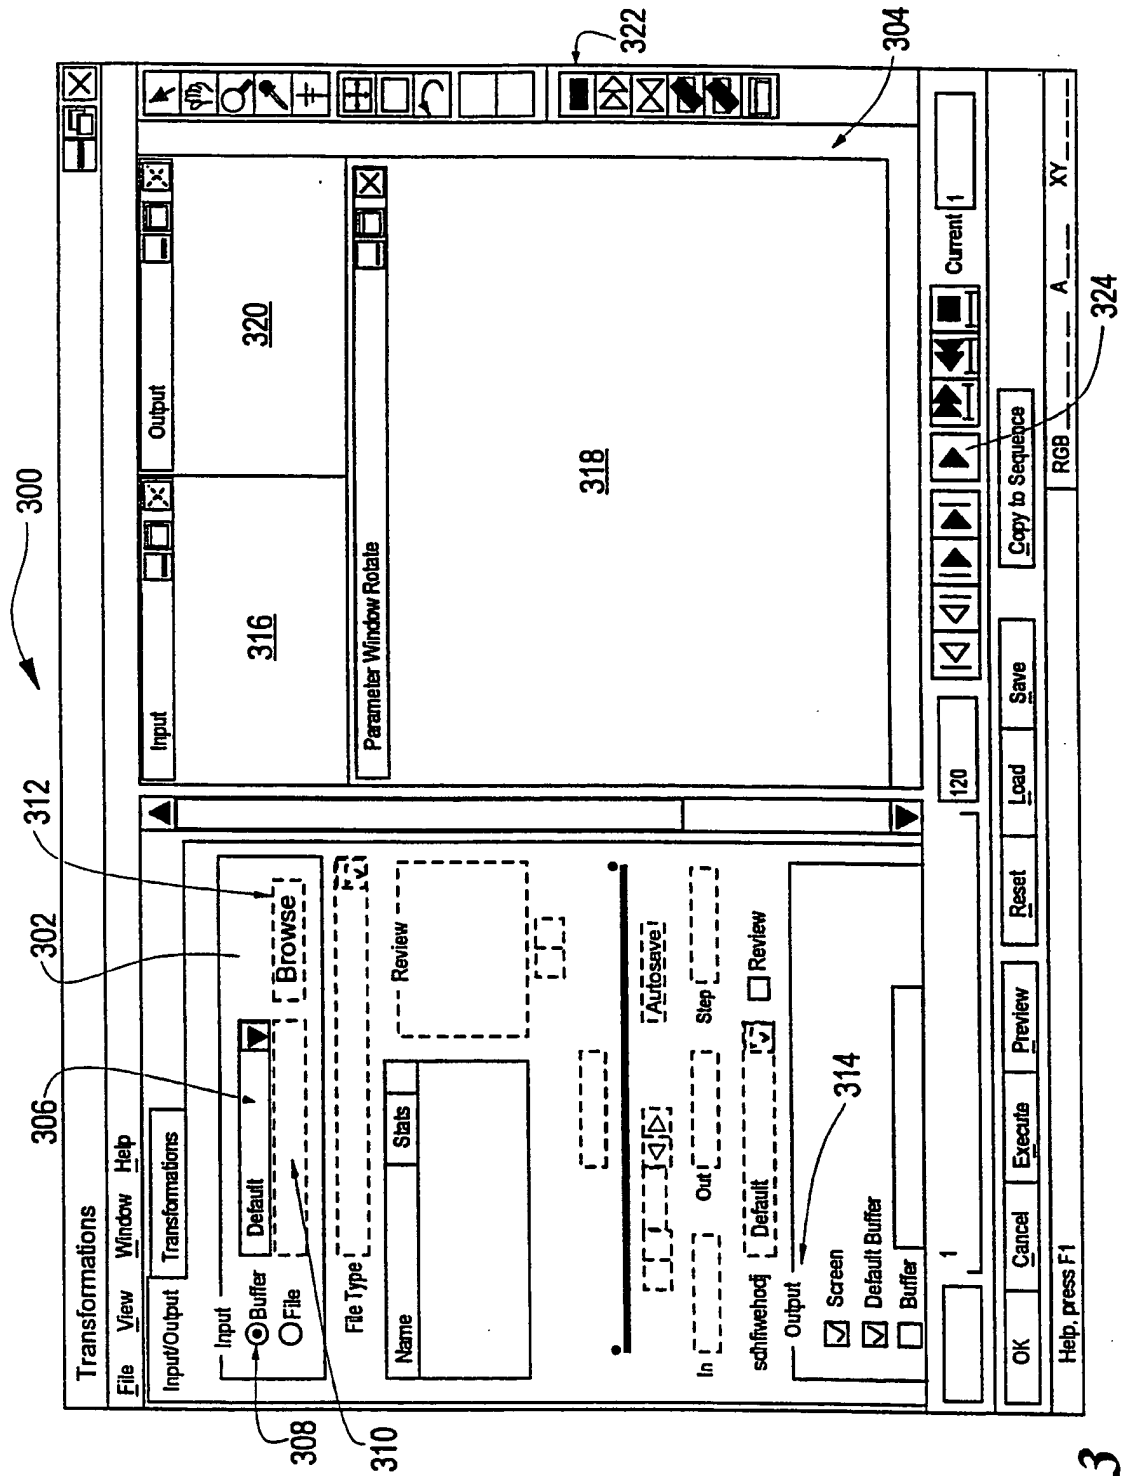 300
Transformations
File View Window Help
Input/Output Transformations
Input
Buffer
Default
File
Browse
File Type
Name Stats
Review
Autosave
In Out Step
sdhfiwehodj Default Review
Output
Screen
Default Buffer
Buffer
Input
Output
316
320
Parameter Window Rotate
318
1 120 Current 1
OK Cancel Execute Preview Reset Load Save Copy to Sequence
Help, press F1 RGB A XY
302
304
306
308
310
312
314
322
324
3